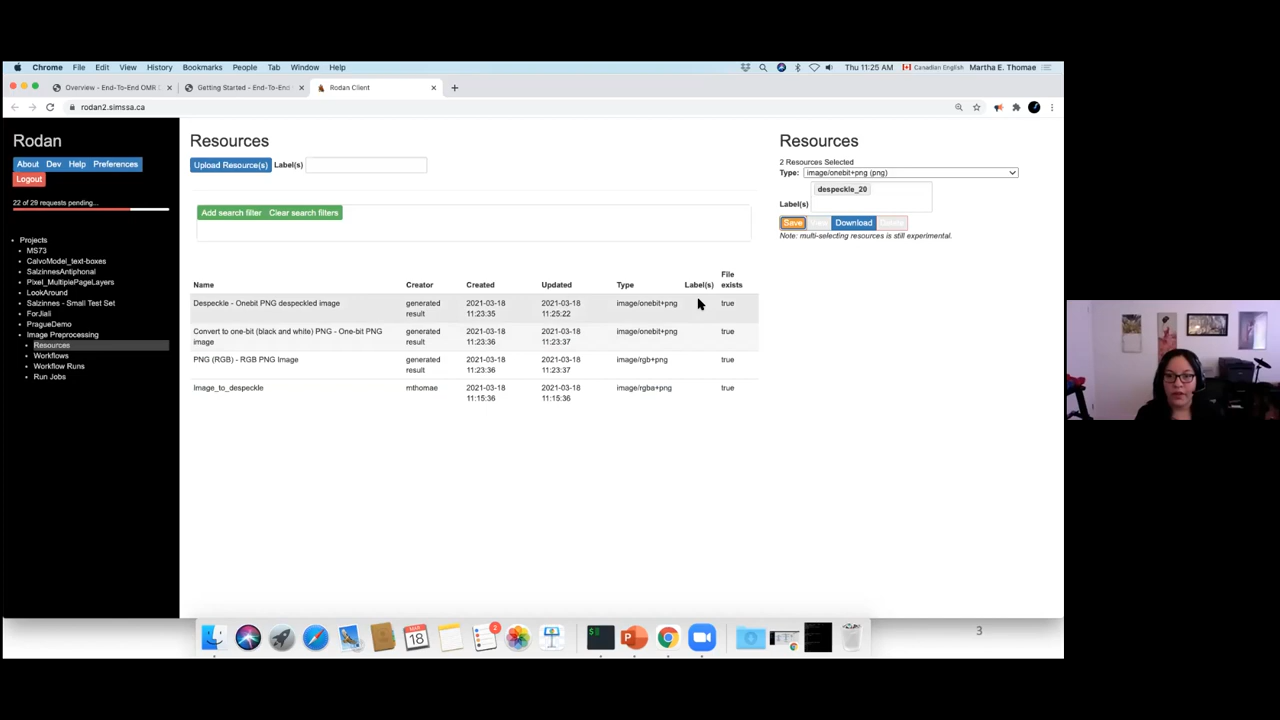 Chrome File Edit View History Bookmarks People Tab Window Help Thu 11:25 AM Canadian English Martha E. Thomae
Overview - End-To-End OMR Getting Started - End-To-End Rodan Client
rodan2.simssa.ca
Rodan
About Dev Help Preferences
Logout
22 of 29 requests pending...
Projects
MS73
CalvoModel_text-boxes
SalzinnesAntiphonal
Pixel_MultiplePageLayers
LookAround
Salzinnes - Small Test Set
ForJiali
PragueDemo
Image Preprocessing
Resources
Workflows
Workflow Runs
Run Jobs
Resources
Upload Resource(s) Label(s)
Add search filter Clear search filters
Name Creator Created Updated Type Label(s) File exists
Despeckle - Onebit PNG despeckled image generated result 2021-03-18 11:23:35 2021-03-18 11:25:22 image/onebit+png true
Convert to one-bit (black and white) PNG - One-bit PNG image generated result 2021-03-18 11:23:36 2021-03-18 11:23:37 image/onebit+png true
PNG (RGB) - RGB PNG Image generated result 2021-03-18 11:23:36 2021-03-18 11:23:37 image/rgb+png true
Image_to_despeckle mthomae 2021-03-18 11:15:36 2021-03-18 11:15:36 image/rgba+png true
Resources
2 Resources Selected
Type: image/onebit+png (png)
despeckle_20
Label(s)
Save View Download Delete
Note: multi-selecting resources is still experimental.
MAR
18
2
3